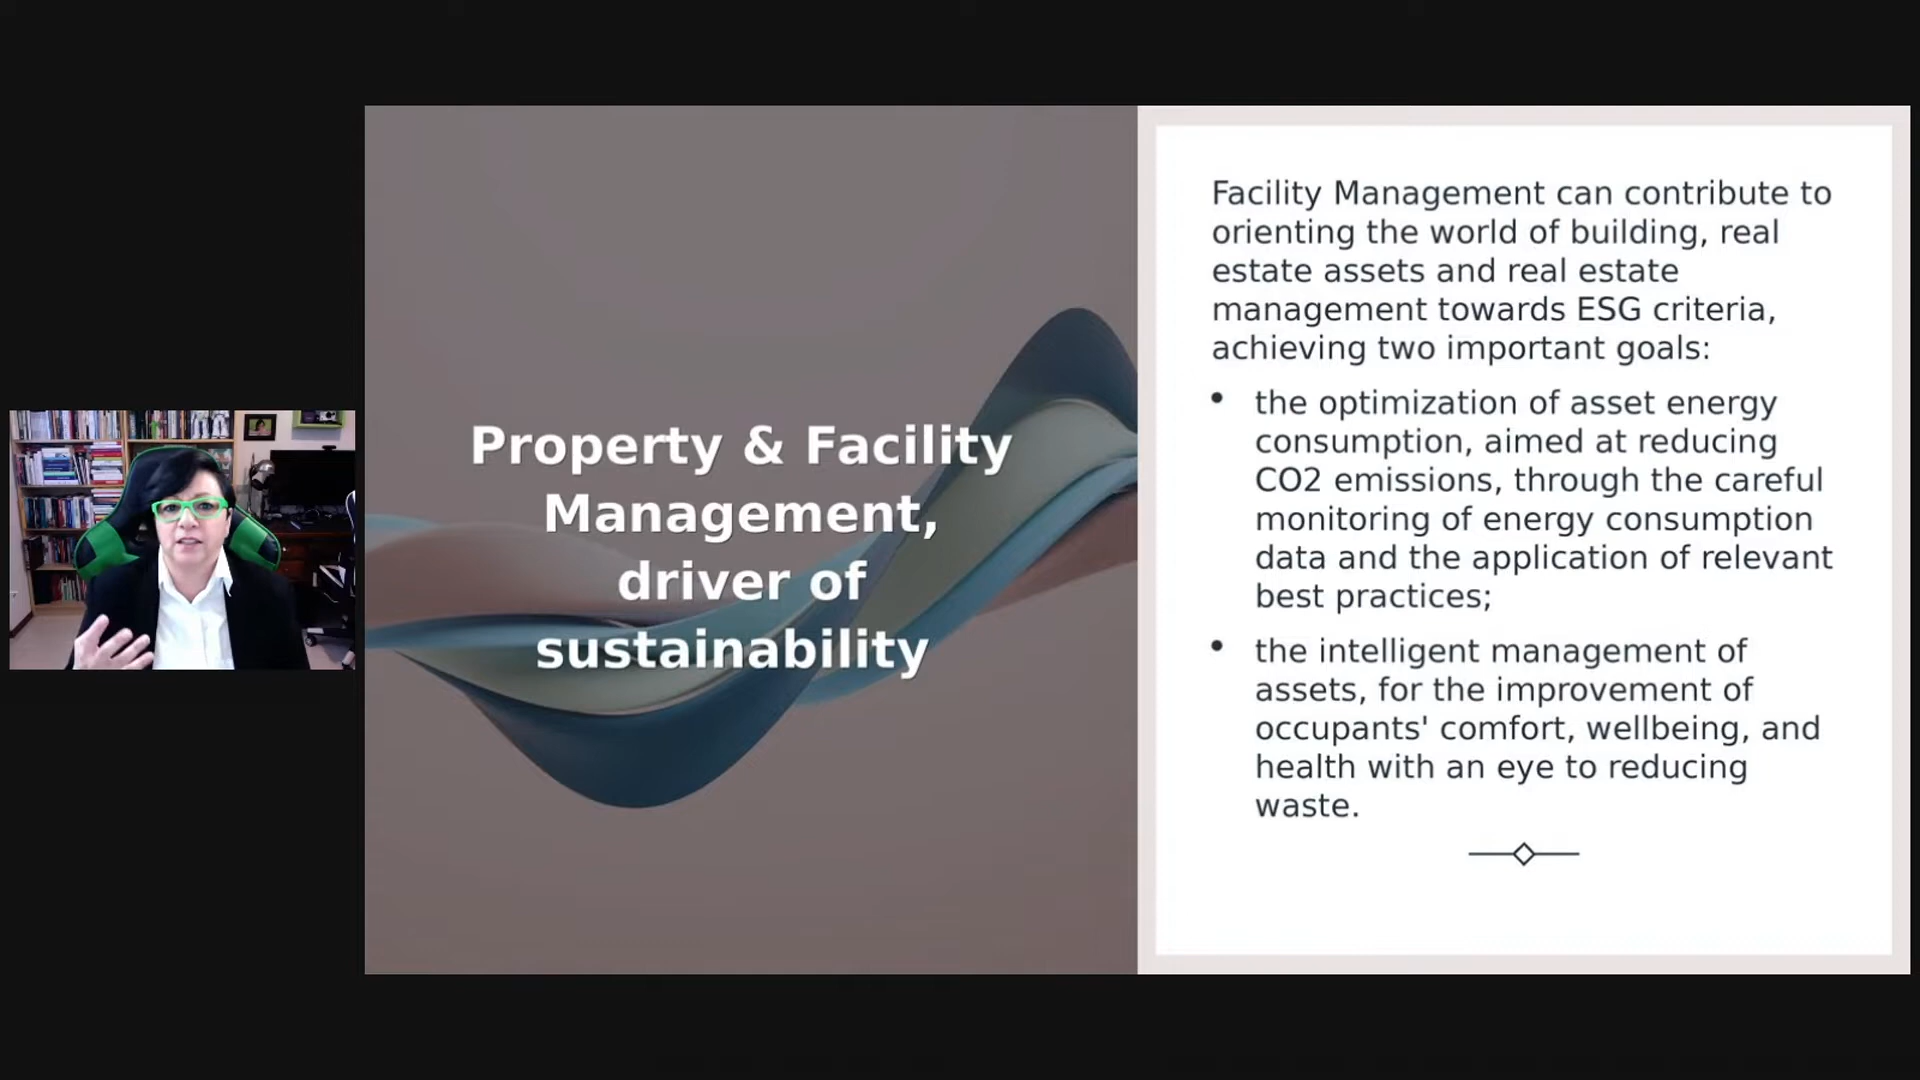 Property & Facility
Management,
driver of
sustainability
Facility Management can contribute to
orienting the world of building, real
estate assets and real estate
management towards ESG criteria,
achieving two important goals:
• the optimization of asset energy
consumption, aimed at reducing
CO2 emissions, through the careful
monitoring of energy consumption
data and the application of relevant
best practices;
• the intelligent management of
assets, for the improvement of
occupants' comfort, wellbeing, and
health with an eye to reducing
waste.